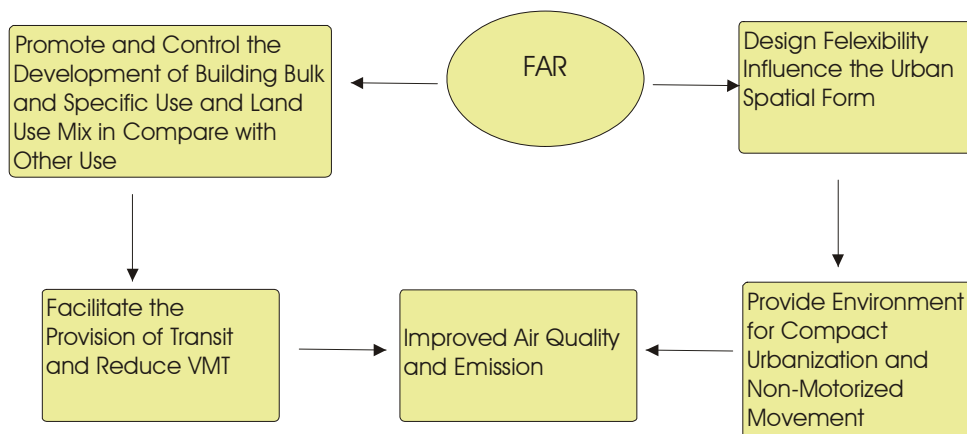 Promote and Control the
Development of Building Bulk
and Specific Use and Land
Use Mix in Compare with
Other Use
FAR
Design Felexibility
Influence the Urban
Spatial Form
Facilitate the
Provision of Transit
and Reduce VMT
Improved Air Quality
and Emission
Provide Environment
for Compact
Urbanization and
Non-Motorized
Movement